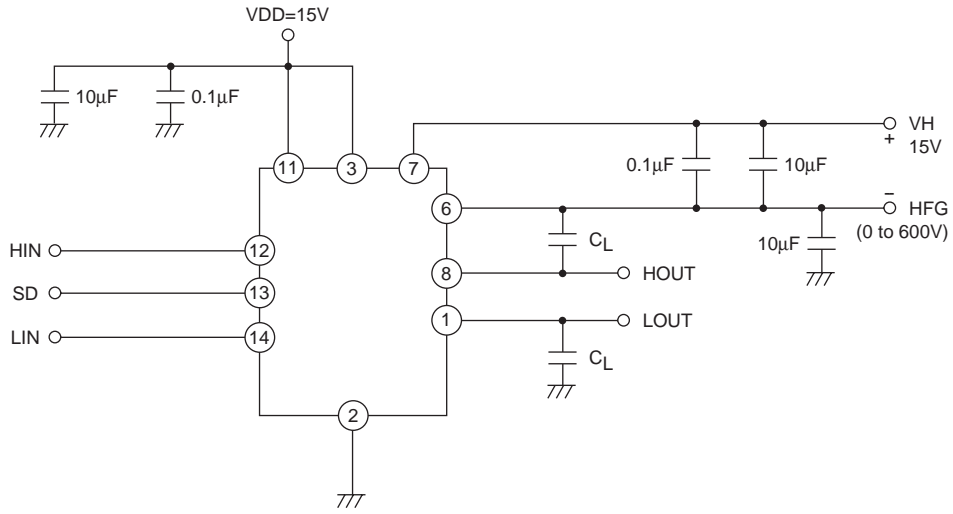 VDD=15V
10μF
0.1μF
11
3
7
VH
+
15V
0.1μF
10μF
6
−
HFG
(0 to 600V)
10μF
CL
HIN
12
SD
13
LIN
14
8
HOUT
1
LOUT
CL
2